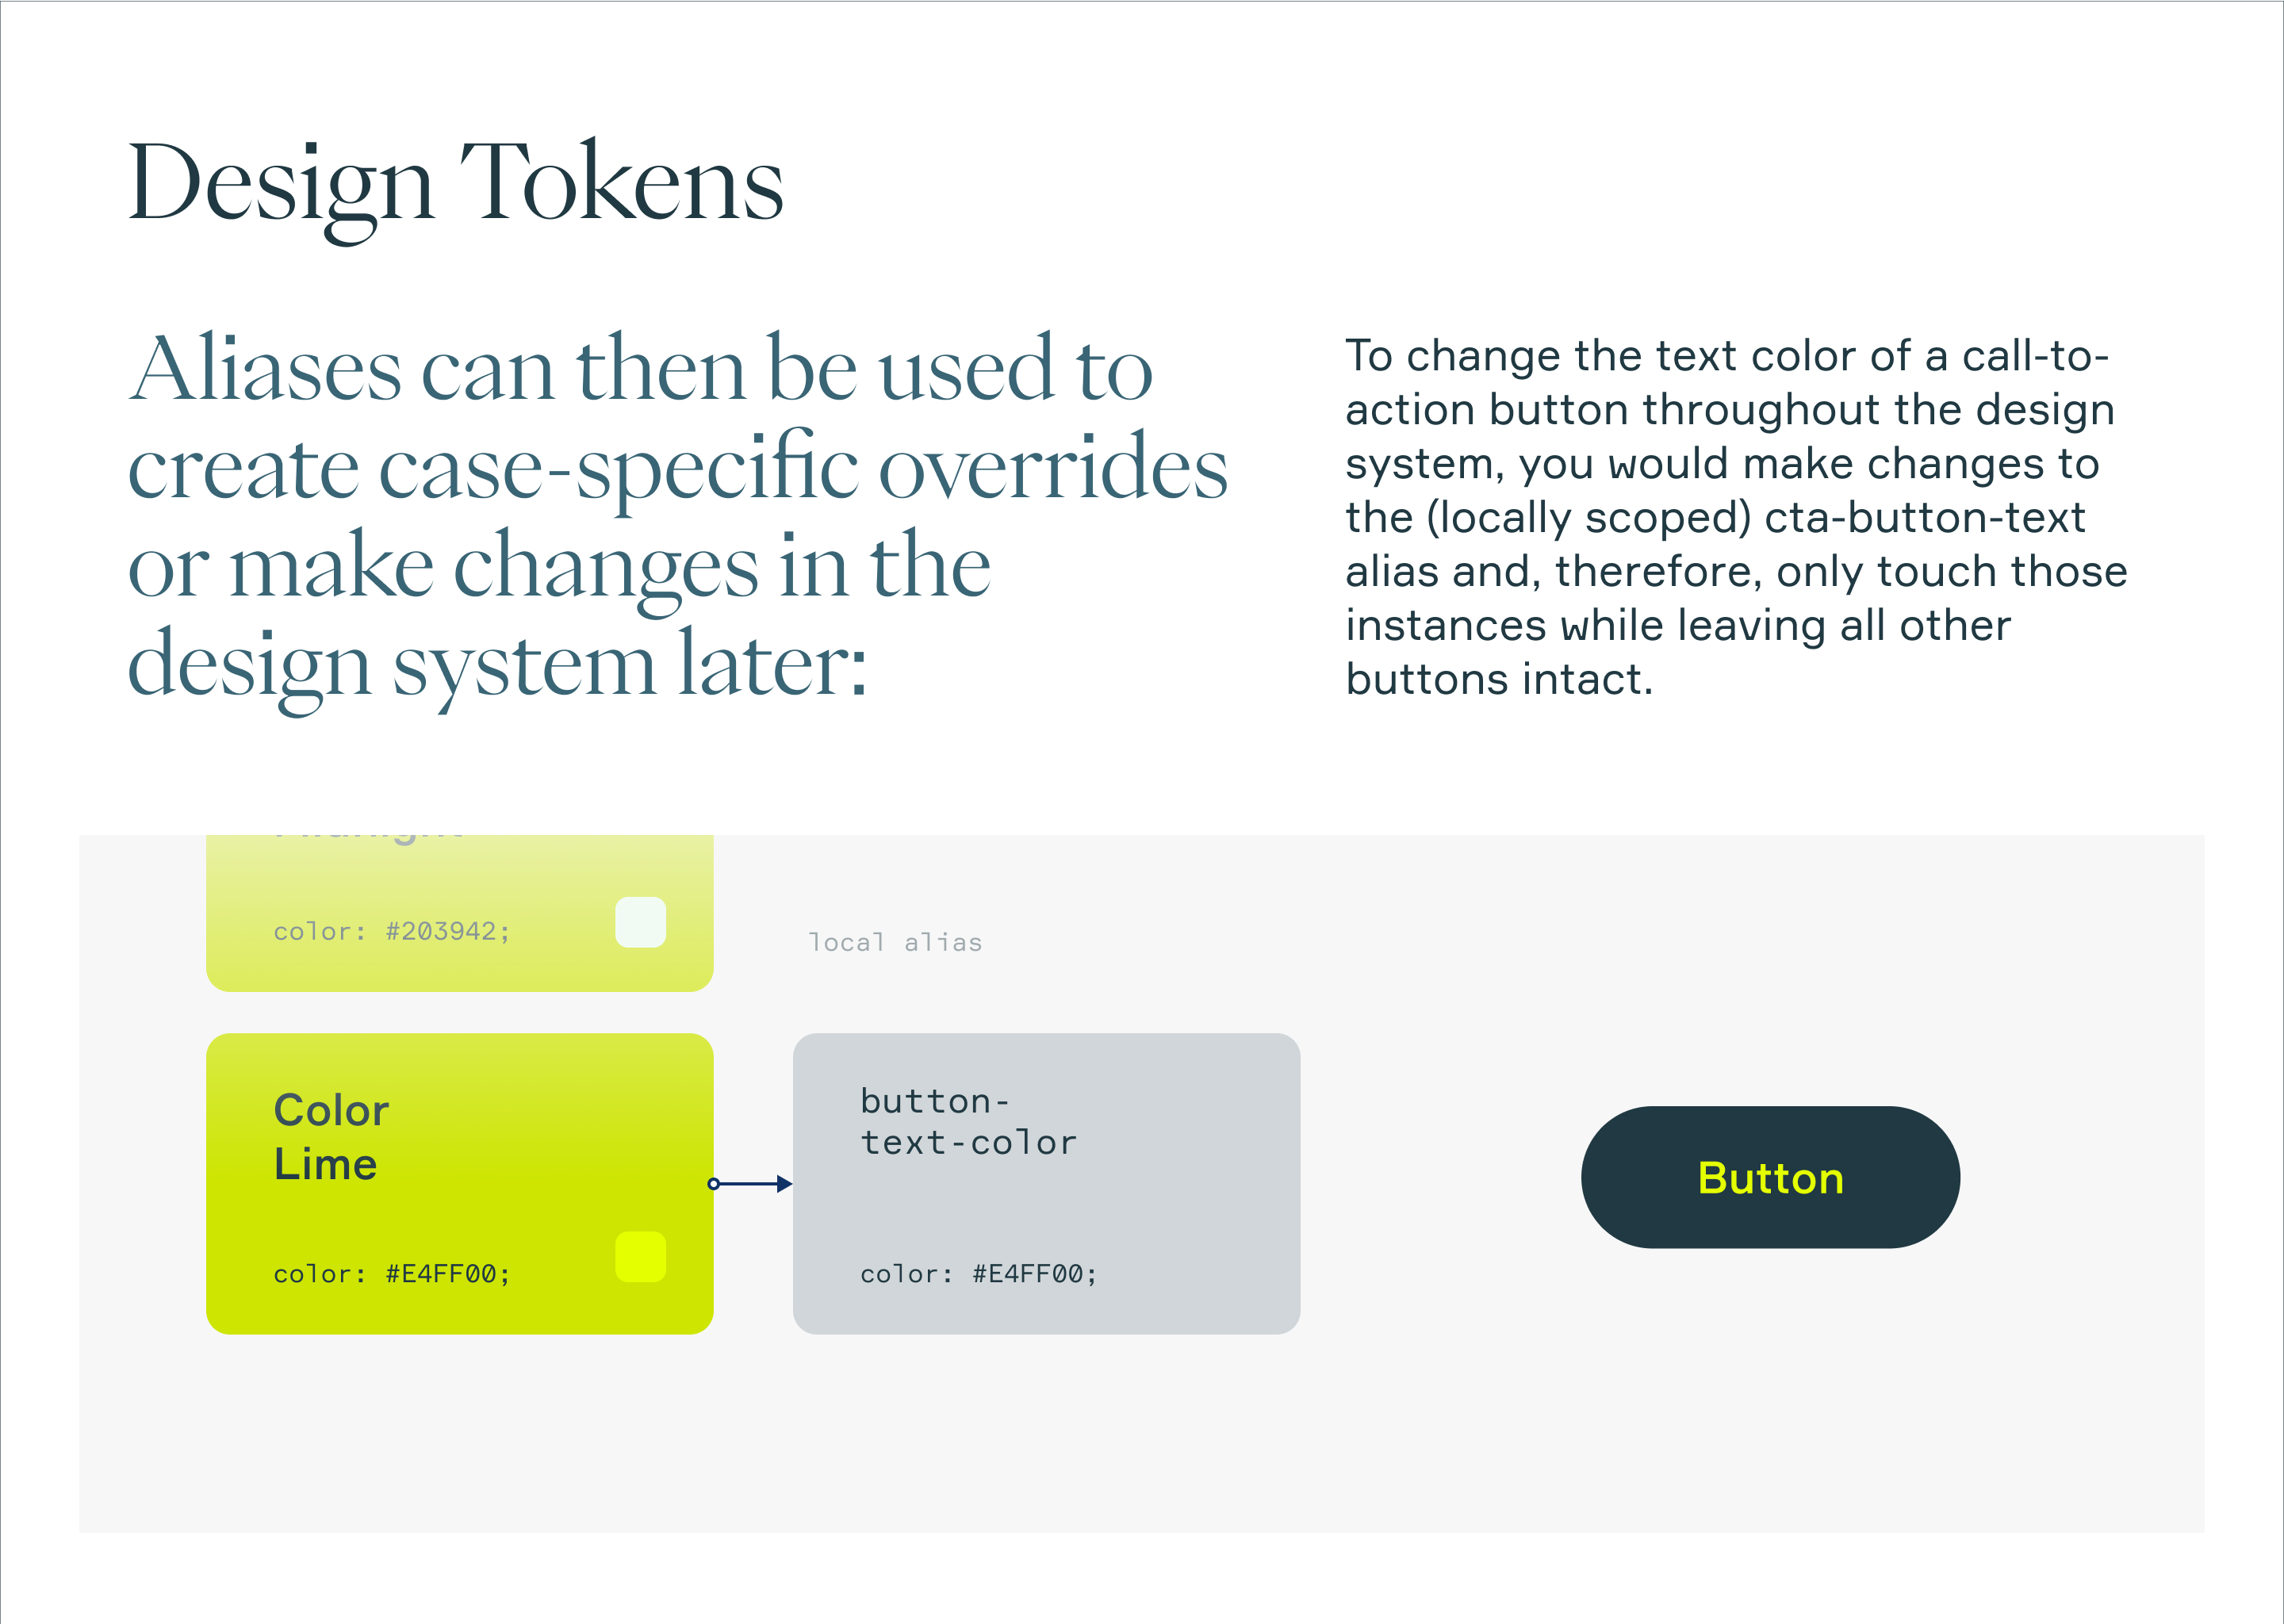 Design Tokens
Aliases can then be used to
create case-specific overrides
or make changes in the
design system later:
To change the text color of a call-to-
action button throughout the design
system, you would make changes to
the (locally scoped) cta-button-text
alias and, therefore, only touch those
instances while leaving all other
buttons intact.
color: #203942;
local alias
Color
Lime
color: #E4FF00;
button-
text-color
color: #E4FF00;
Button